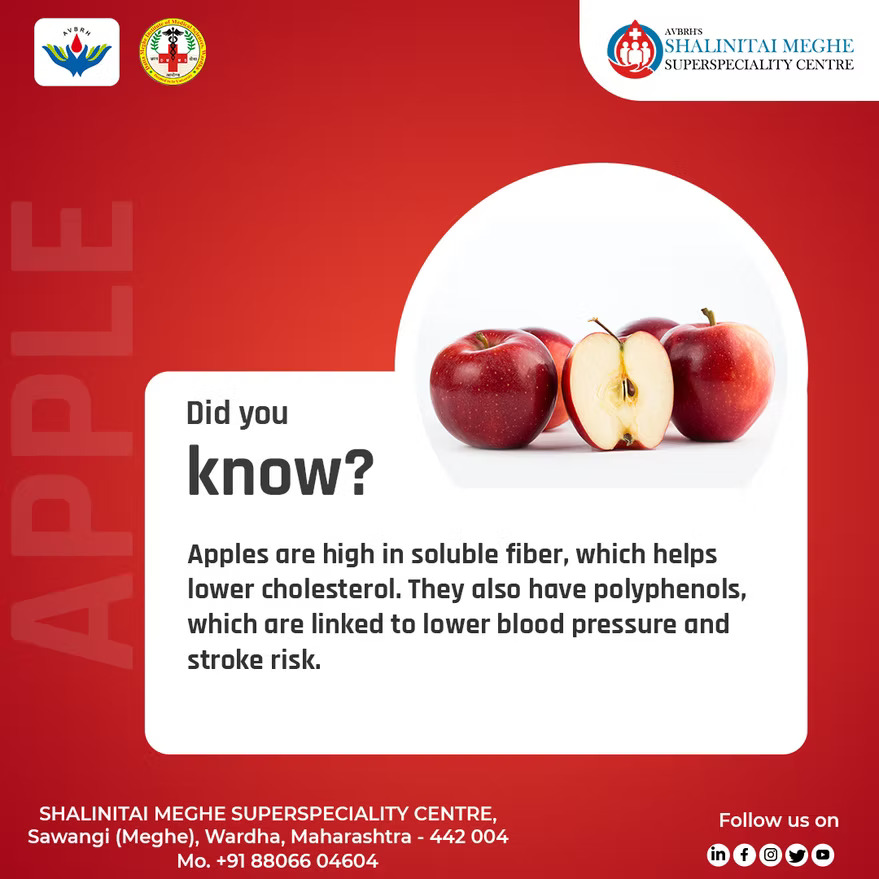 AVBRH
AVBRH'S
SHALINITAI MEGHE
SUPERSPECIALITY CENTRE
APPLE
Did you
know?
Apples are high in soluble fiber, which helps
lower cholesterol. They also have polyphenols,
which are linked to lower blood pressure and
stroke risk.
SHALINITAI MEGHE SUPERSPECIALITY CENTRE,
Sawangi (Meghe), Wardha, Maharashtra - 442 004
Mo. +91 88066 04604
Follow us on